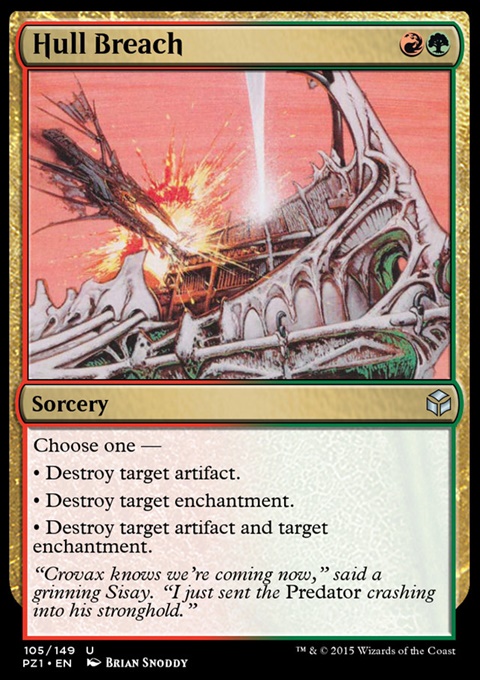 Hull Breach
Sorcery
Choose one —
• Destroy target artifact.
• Destroy target enchantment.
• Destroy target artifact and target
enchantment.
“Crovax knows we’re coming now,” said a
grinning Sisay. “I just sent the Predator crashing
into his stronghold.”
105/149 U
PZ1 • EN Brian Snoddy
™ & © 2015 Wizards of the Coast